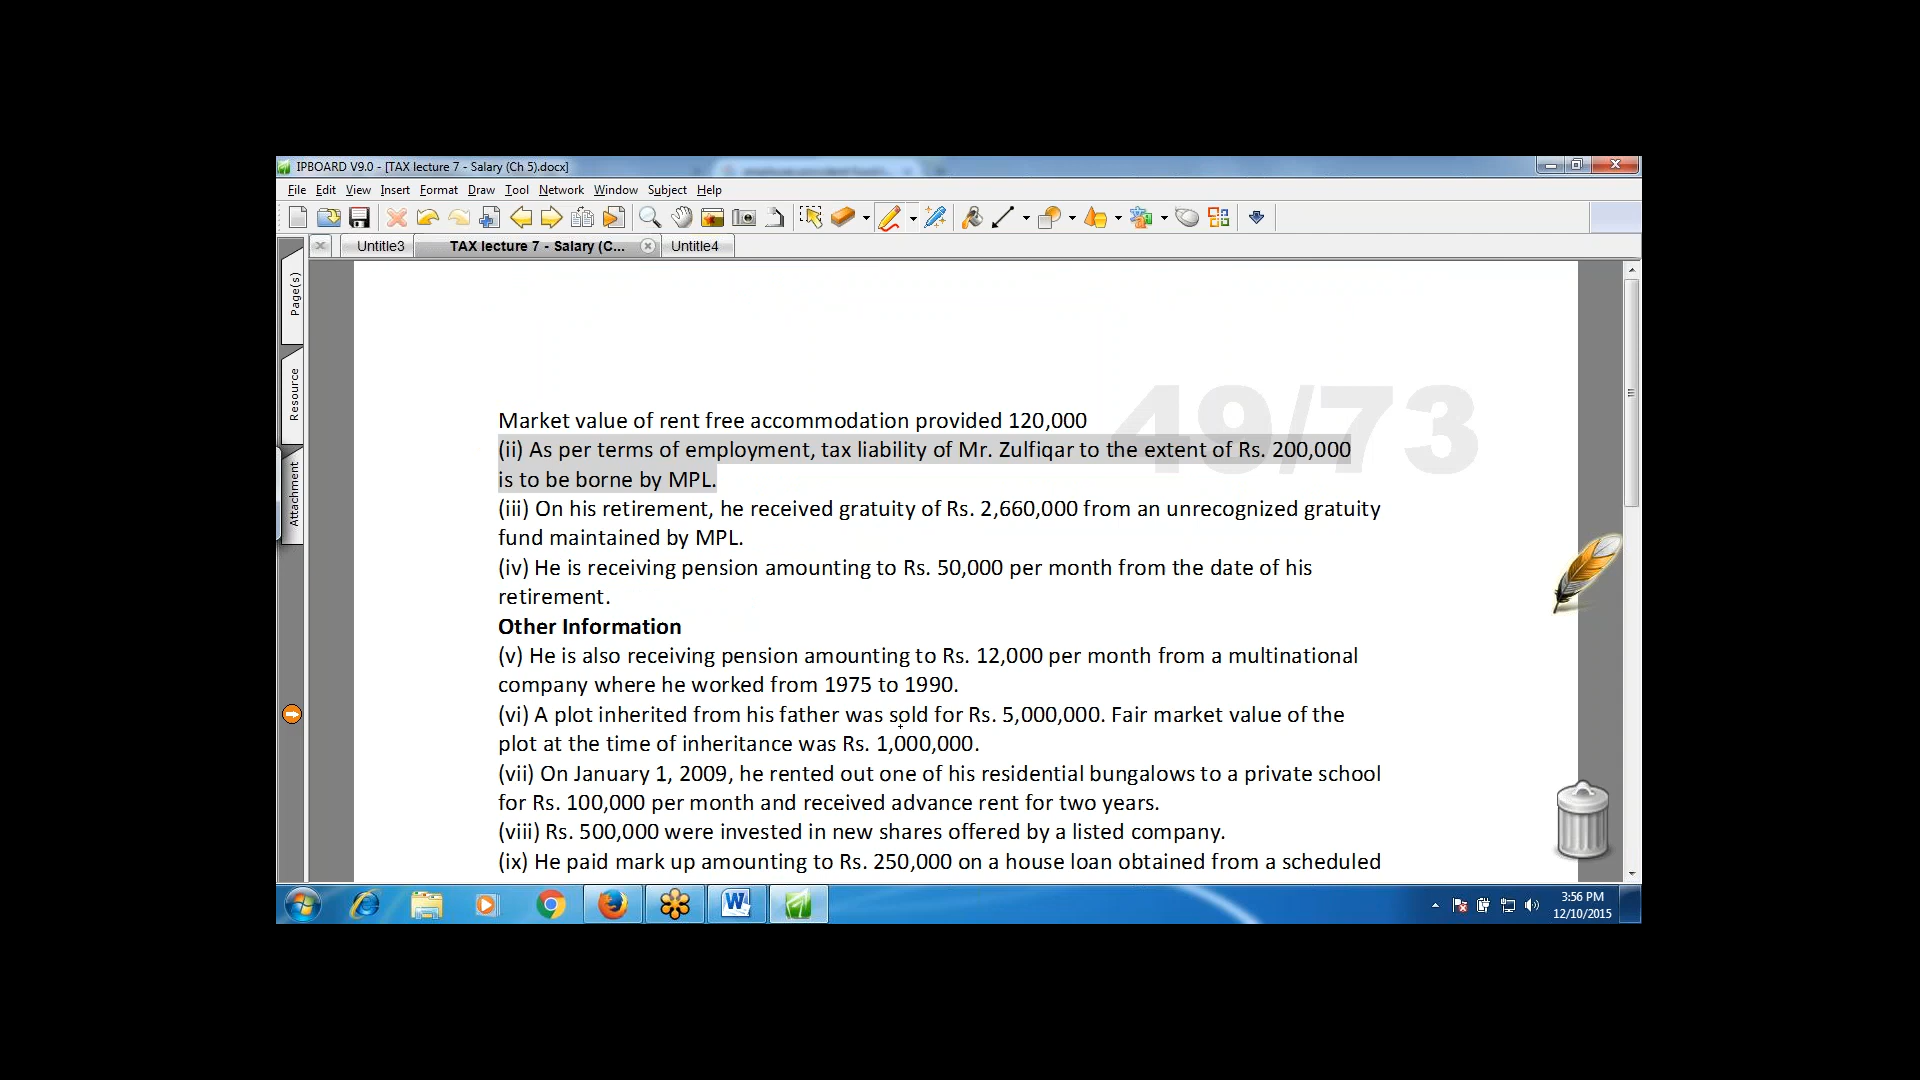 IPBOARD V9.0 - [TAX lecture 7 - Salary (Ch 5).docx]
File Edit View Insert Format Draw Tool Network Window Subject Help
Untitle3 TAX lecture 7 - Salary (C... Untitle4
Page(s)
Resource
Attachment
49/73
Market value of rent free accommodation provided 120,000
(ii) As per terms of employment, tax liability of Mr. Zulfiqar to the extent of Rs. 200,000
is to be borne by MPL.
(iii) On his retirement, he received gratuity of Rs. 2,660,000 from an unrecognized gratuity
fund maintained by MPL.
(iv) He is receiving pension amounting to Rs. 50,000 per month from the date of his
retirement.
Other Information
(v) He is also receiving pension amounting to Rs. 12,000 per month from a multinational
company where he worked from 1975 to 1990.
(vi) A plot inherited from his father was sold for Rs. 5,000,000. Fair market value of the
plot at the time of inheritance was Rs. 1,000,000.
(vii) On January 1, 2009, he rented out one of his residential bungalows to a private school
for Rs. 100,000 per month and received advance rent for two years.
(viii) Rs. 500,000 were invested in new shares offered by a listed company.
(ix) He paid mark up amounting to Rs. 250,000 on a house loan obtained from a scheduled
3:56 PM
12/10/2015